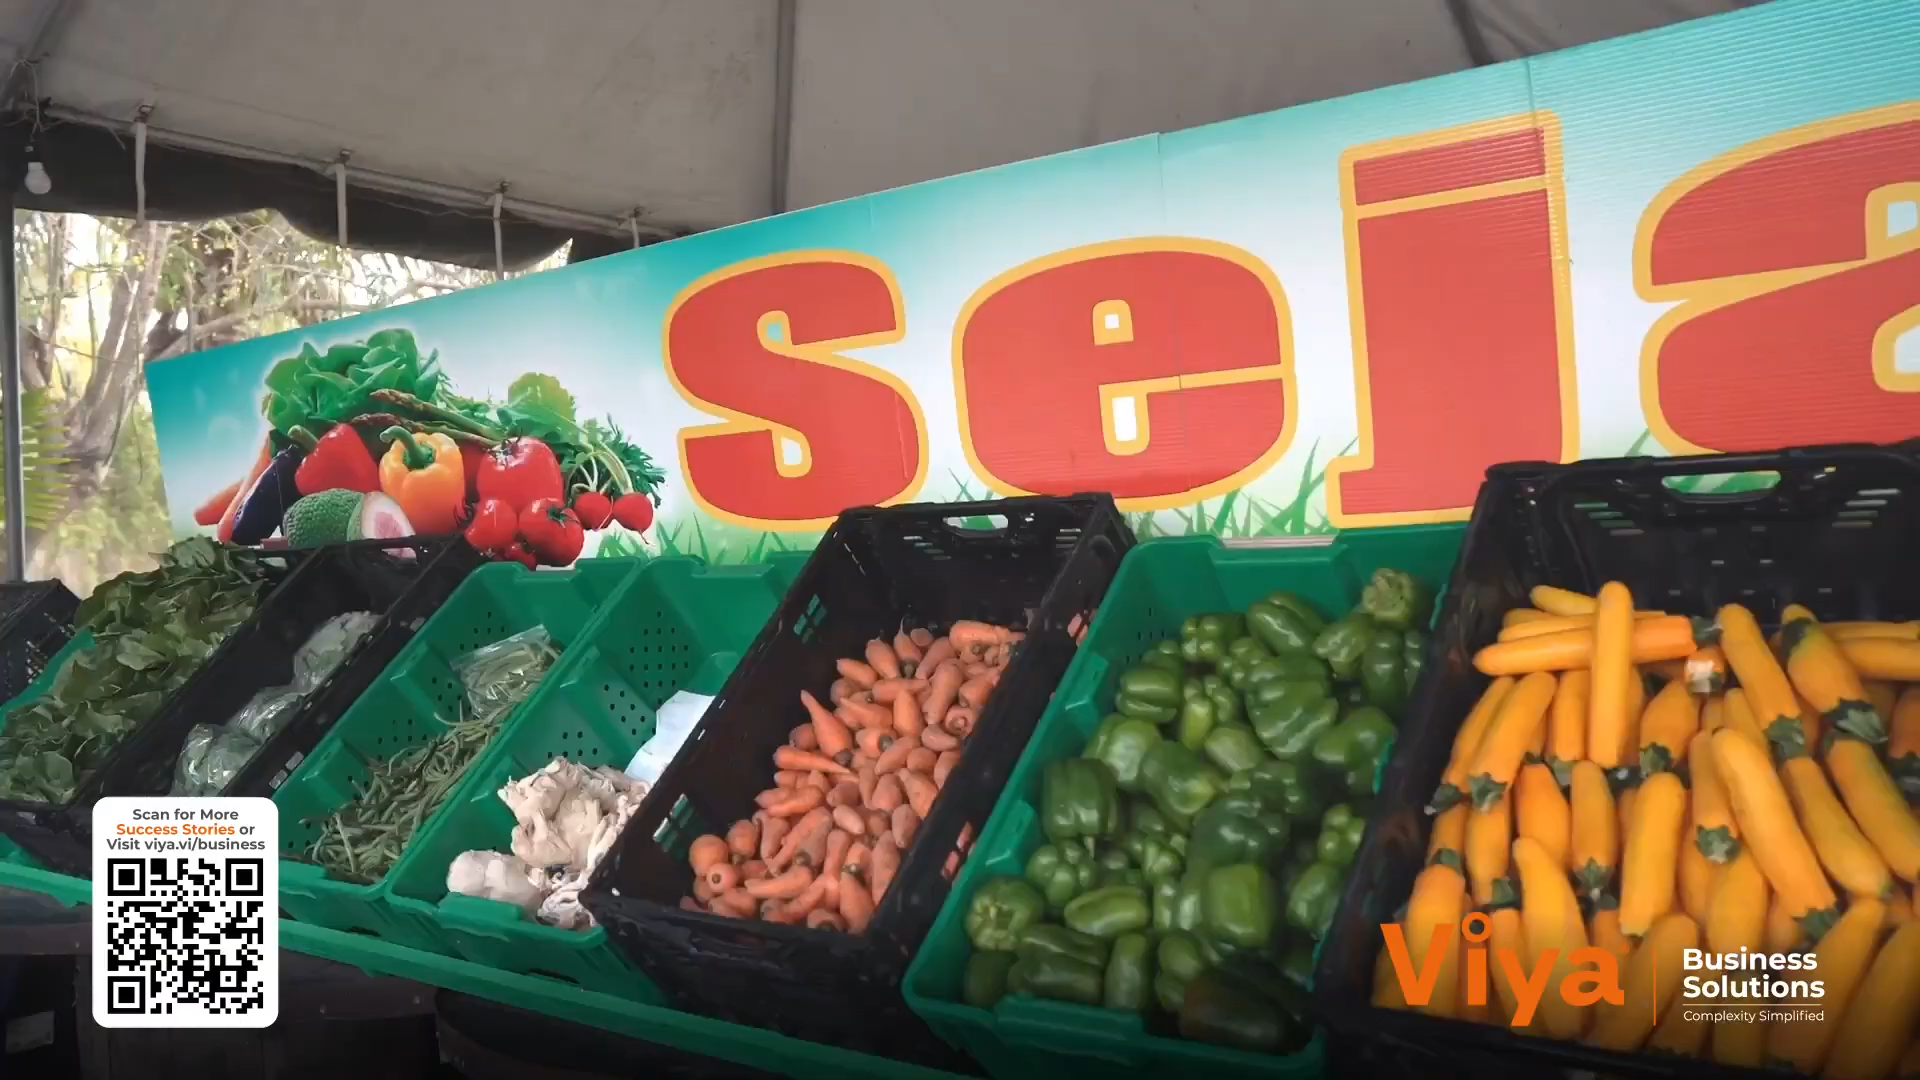 seja
Scan for More
Success Stories or
Visit viya.vi/business
Viya
Business
Solutions
Complexity Simplified